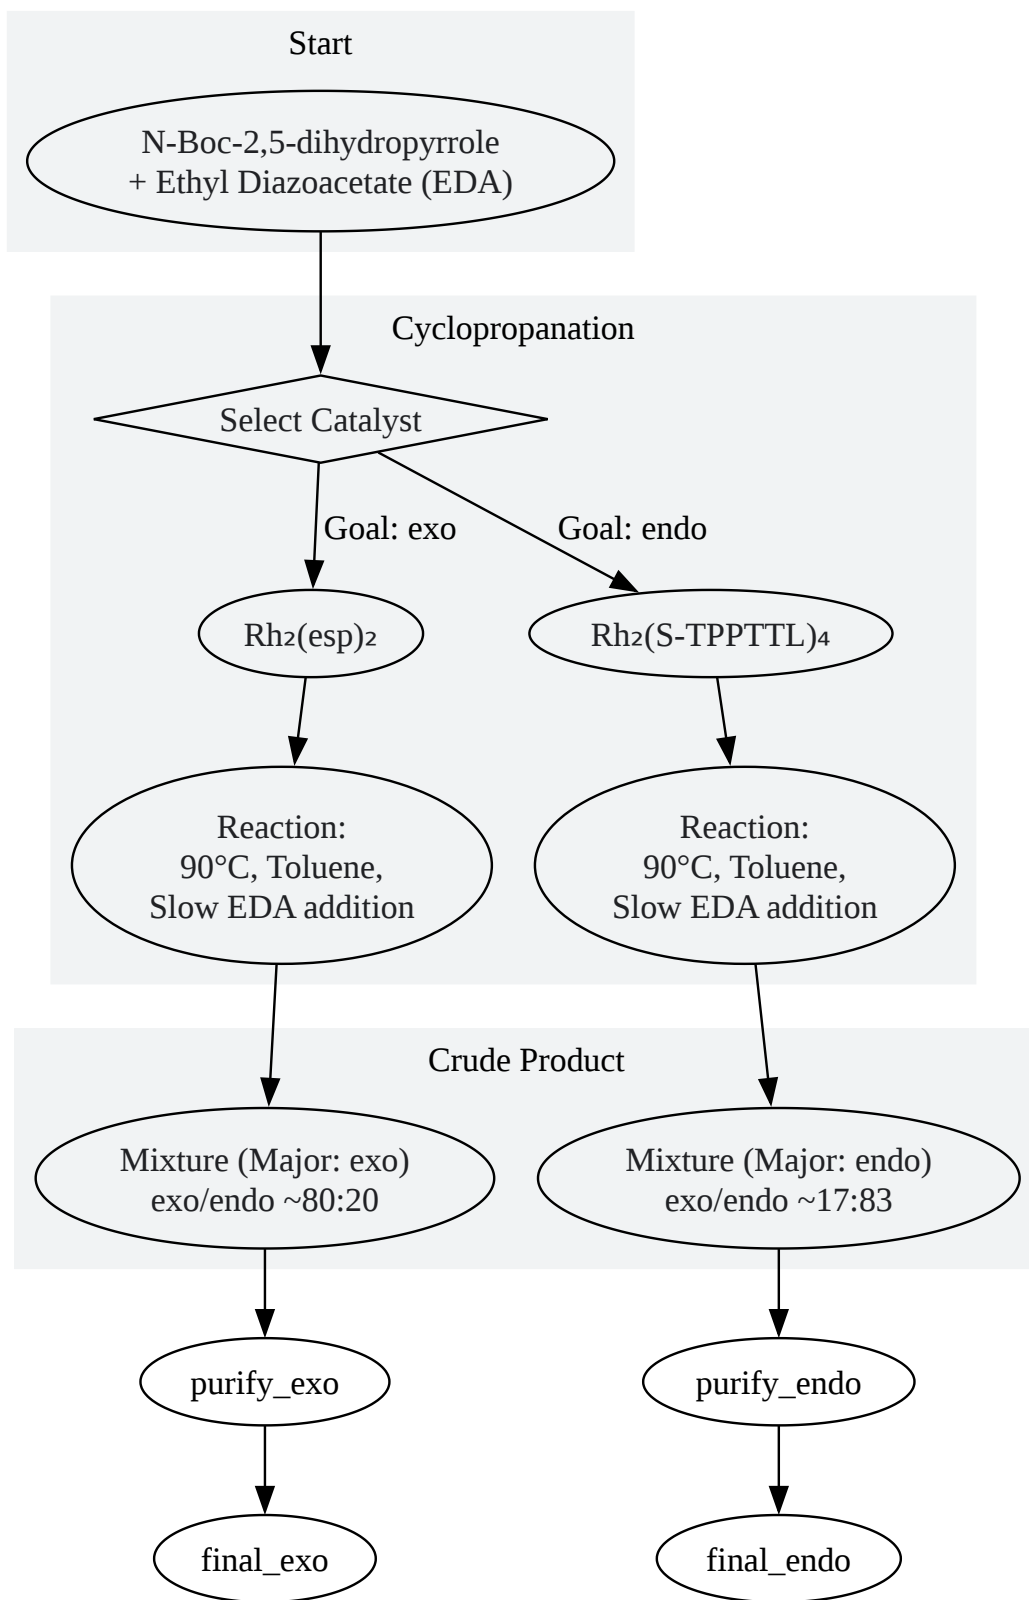 Start
N-Boc-2,5-dihydropyrrole
+ Ethyl Diazoacetate (EDA)
Cyclopropanation
Select Catalyst
Goal: exo
Goal: endo
Rh₂(esp)₂
Rh₂(S-TPPTTL)₄
Reaction:
90°C, Toluene,
Slow EDA addition
Reaction:
90°C, Toluene,
Slow EDA addition
Crude Product
Mixture (Major: exo)
exo/endo ~80:20
Mixture (Major: endo)
exo/endo ~17:83
purify_exo
purify_endo
final_exo
final_endo